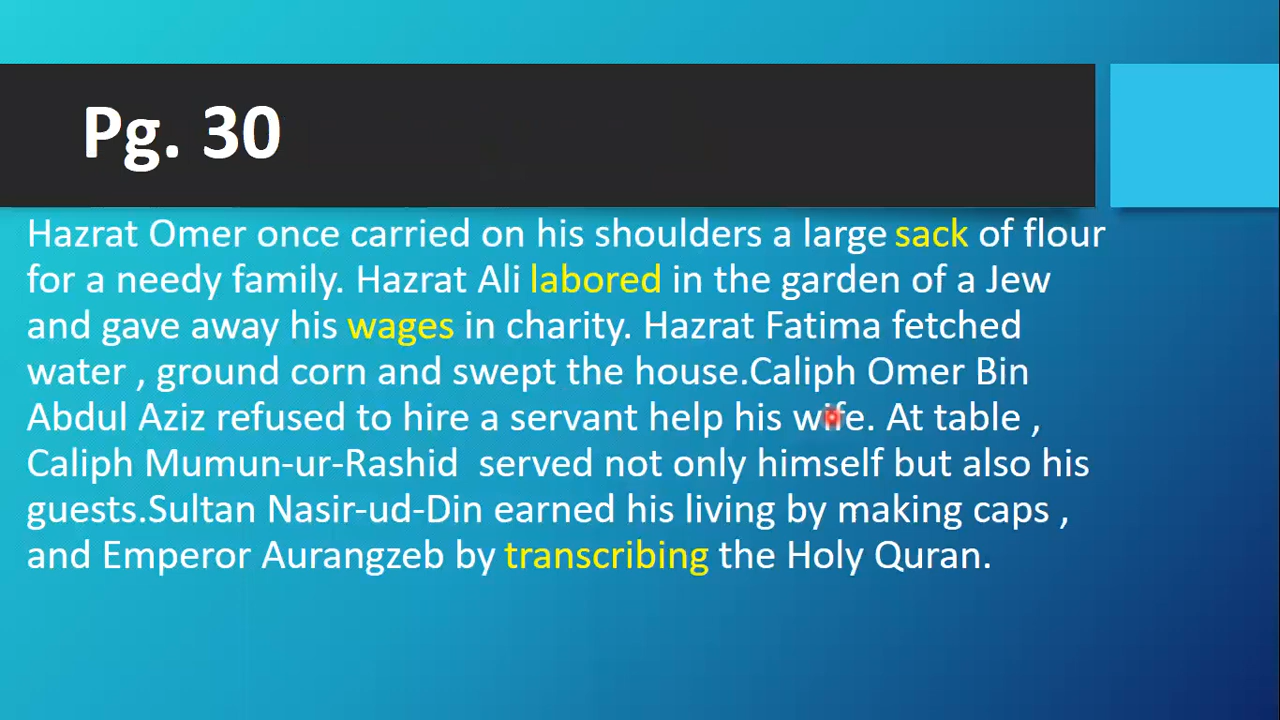 Pg. 30
Hazrat Omer once carried on his shoulders a large sack of flour
for a needy family. Hazrat Ali labored in the garden of a Jew
and gave away his wages in charity. Hazrat Fatima fetched
water , ground corn and swept the house.Caliph Omer Bin
Abdul Aziz refused to hire a servant help his wife. At table ,
Caliph Mumun-ur-Rashid  served not only himself but also his
guests.Sultan Nasir-ud-Din earned his living by making caps ,
and Emperor Aurangzeb by transcribing the Holy Quran.